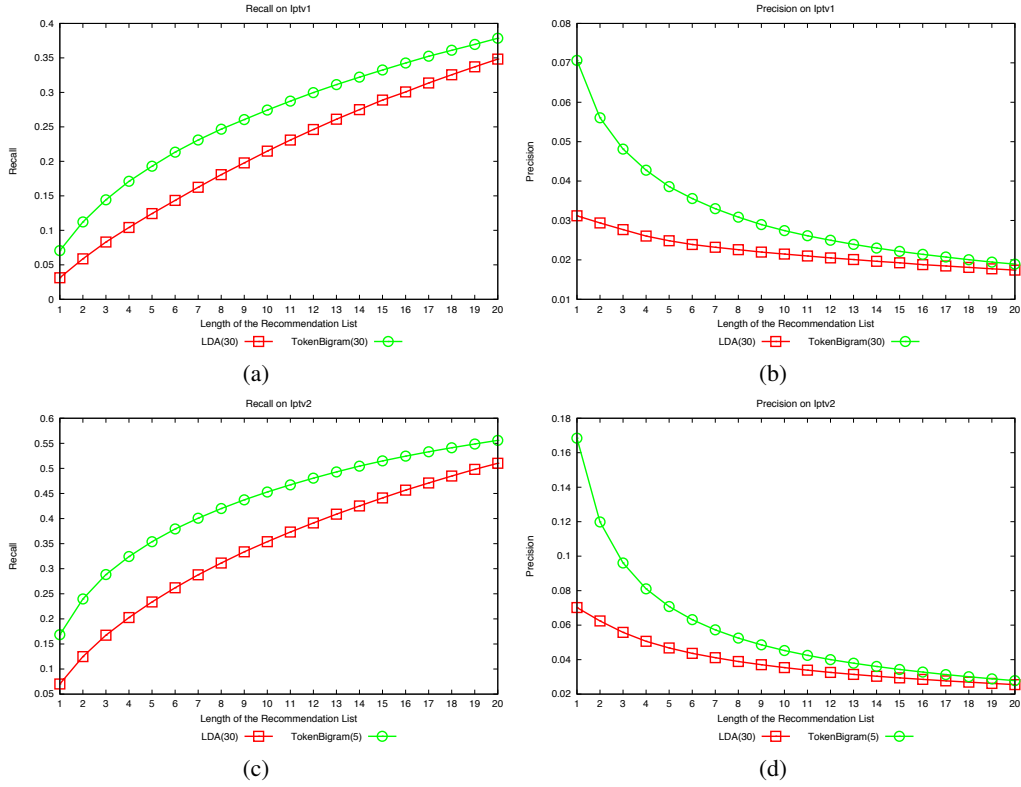 Recall on Iptv1
0.4
0.35
0.3
0.25
0.2
0.15
0.1
0.05
0
Recall
1 2 3 4 5 6 7 8 9 10 11 12 13 14 15 16 17 18 19 20
Length of the Recommendation List
LDA(30) TokenBigram(30)
(a)
Precision on Iptv1
0.08
0.07
0.06
0.05
0.04
0.03
0.02
0.01
Precision
1 2 3 4 5 6 7 8 9 10 11 12 13 14 15 16 17 18 19 20
Length of the Recommendation List
LDA(30) TokenBigram(30)
(b)
Recall on Iptv2
0.6
0.55
0.5
0.45
0.4
0.35
0.3
0.25
0.2
0.15
0.1
0.05
Recall
1 2 3 4 5 6 7 8 9 10 11 12 13 14 15 16 17 18 19 20
Length of the Recommendation List
LDA(30) TokenBigram(5)
(c)
Precision on Iptv2
0.18
0.16
0.14
0.12
0.1
0.08
0.06
0.04
0.02
Precision
1 2 3 4 5 6 7 8 9 10 11 12 13 14 15 16 17 18 19 20
Length of the Recommendation List
LDA(30) TokenBigram(5)
(d)